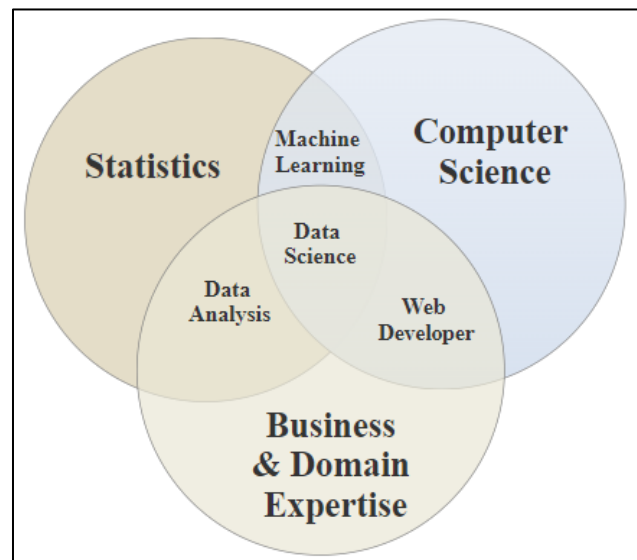 Statistics
Computer
Science
Machine
Learning
Data
Science
Data
Analysis
Web
Developer
Business
& Domain
Expertise